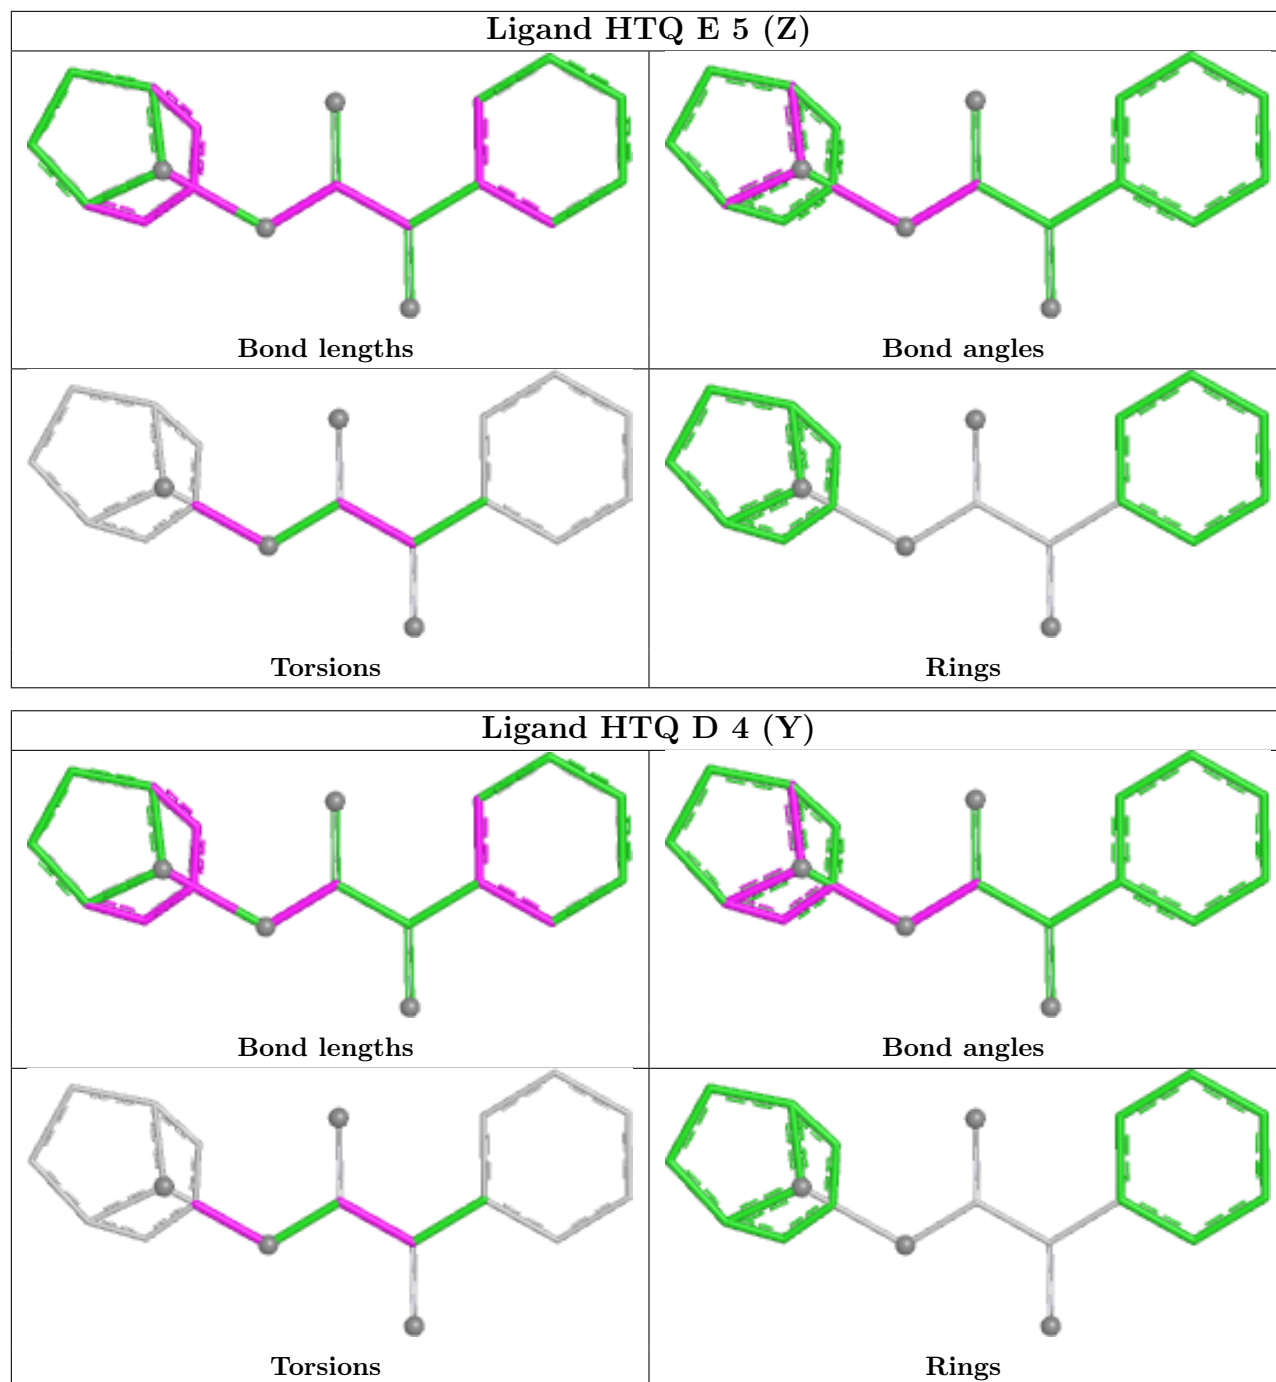 Ligand HTQ E 5 (Z)
Bond lengths
Bond angles
Torsions
Rings
Ligand HTQ D 4 (Y)
Bond lengths
Bond angles
Torsions
Rings